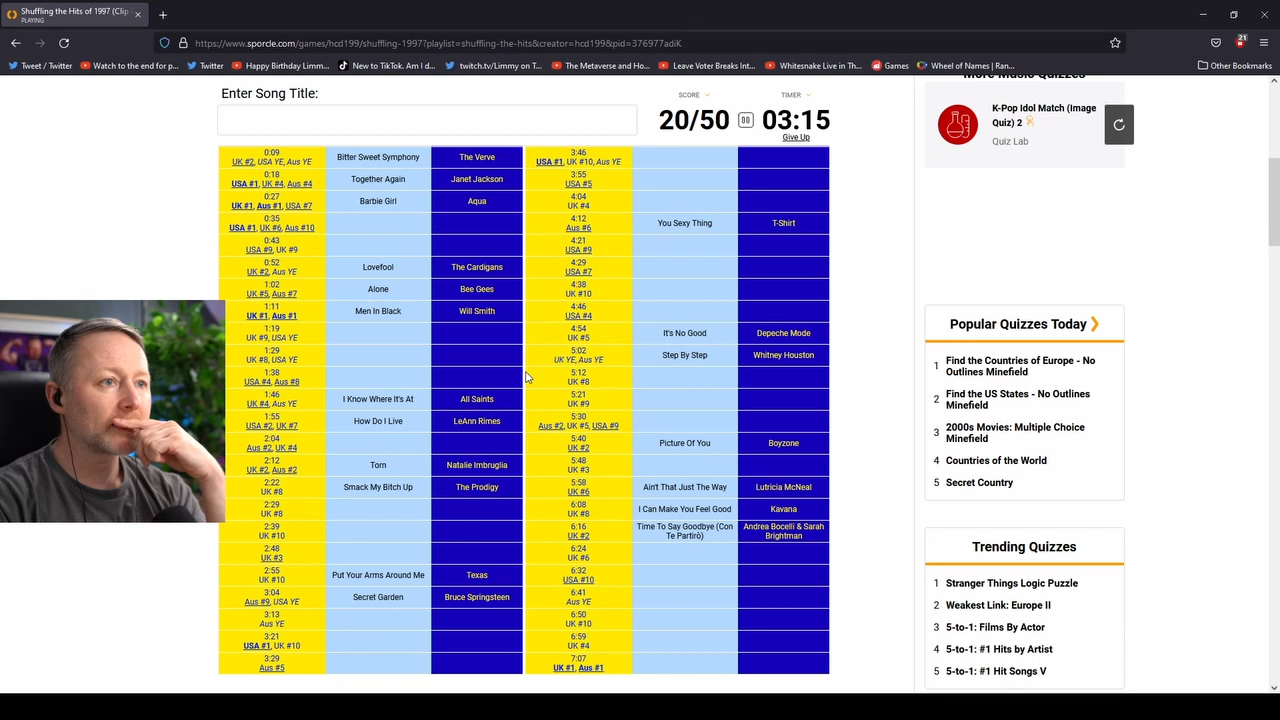 Shuffling the Hits of 1997 (Clip
PLAYING
https://www.sporcle.com/games/hcd199/shuffling-1997?playlist=shuffling-the-hits&creator=hcd199&pid=376977adiK
21
Tweet / Twitter
Watch to the end for p...
Twitter
Happy Birthday Limm...
New to TikTok. Am I d...
twitch.tv/Limmy on T...
The Metaverse and Ho...
Leave Voter Breaks Int...
Whitesnake Live in Th...
Games
Wheel of Names | Ran...
Other Bookmarks
Enter Song Title:
SCORE
20/50
TIMER
03:15
Give Up
0:09
UK #2, USA YE, Aus YE
Bitter Sweet Symphony
The Verve
0:18
USA #1, UK #4, Aus #4
Together Again
Janet Jackson
0:27
UK #1, Aus #1, USA #7
Barbie Girl
Aqua
0:35
USA #1, UK #6, Aus #10
0:43
USA #9, UK #9
0:52
UK #2, Aus YE
Lovefool
The Cardigans
1:02
UK #5, Aus #7
Alone
Bee Gees
1:11
UK #1, Aus #1
Men In Black
Will Smith
1:19
UK #9, USA YE
1:29
UK #8, USA YE
1:38
USA #4, Aus #8
1:46
UK #4, Aus YE
I Know Where It's At
All Saints
1:55
USA #2, UK #7
How Do I Live
LeAnn Rimes
2:04
Aus #2, UK #4
2:12
UK #2, Aus #2
Torn
Natalie Imbruglia
2:22
UK #8
Smack My Bitch Up
The Prodigy
2:29
UK #8
2:39
UK #10
2:48
UK #3
2:55
UK #10
Put Your Arms Around Me
Texas
3:04
Aus #9, USA YE
Secret Garden
Bruce Springsteen
3:13
Aus YE
3:21
USA #1, UK #10
3:29
Aus #5
3:46
USA #1, UK #10, Aus YE
3:55
USA #5
4:04
UK #4
4:12
Aus #6
You Sexy Thing
T-Shirt
4:21
USA #9
4:29
USA #7
4:38
UK #10
4:46
USA #4
4:54
UK #5
It's No Good
Depeche Mode
5:02
UK YE, Aus YE
Step By Step
Whitney Houston
5:12
UK #8
5:21
UK #9
5:30
Aus #2, UK #5, USA #9
5:40
UK #2
Picture Of You
Boyzone
5:48
UK #3
5:58
UK #6
Ain't That Just The Way
Lutricia McNeal
6:08
UK #8
I Can Make You Feel Good
Kavana
6:16
UK #2
Time To Say Goodbye (Con
Te Partirò)
Andrea Bocelli & Sarah
Brightman
6:24
UK #6
6:32
USA #10
6:41
Aus YE
6:50
UK #10
6:59
UK #4
7:07
UK #1, Aus #1
More Music Quizzes
K-Pop Idol Match (Image
Quiz) 2
Quiz Lab
Popular Quizzes Today
1 Find the Countries of Europe - No
Outlines Minefield
2 Find the US States - No Outlines
Minefield
3 2000s Movies: Multiple Choice
Minefield
4 Countries of the World
5 Secret Country
Trending Quizzes
1 Stranger Things Logic Puzzle
2 Weakest Link: Europe II
3 5-to-1: Films By Actor
4 5-to-1: #1 Hits by Artist
5 5-to-1: #1 Hit Songs V